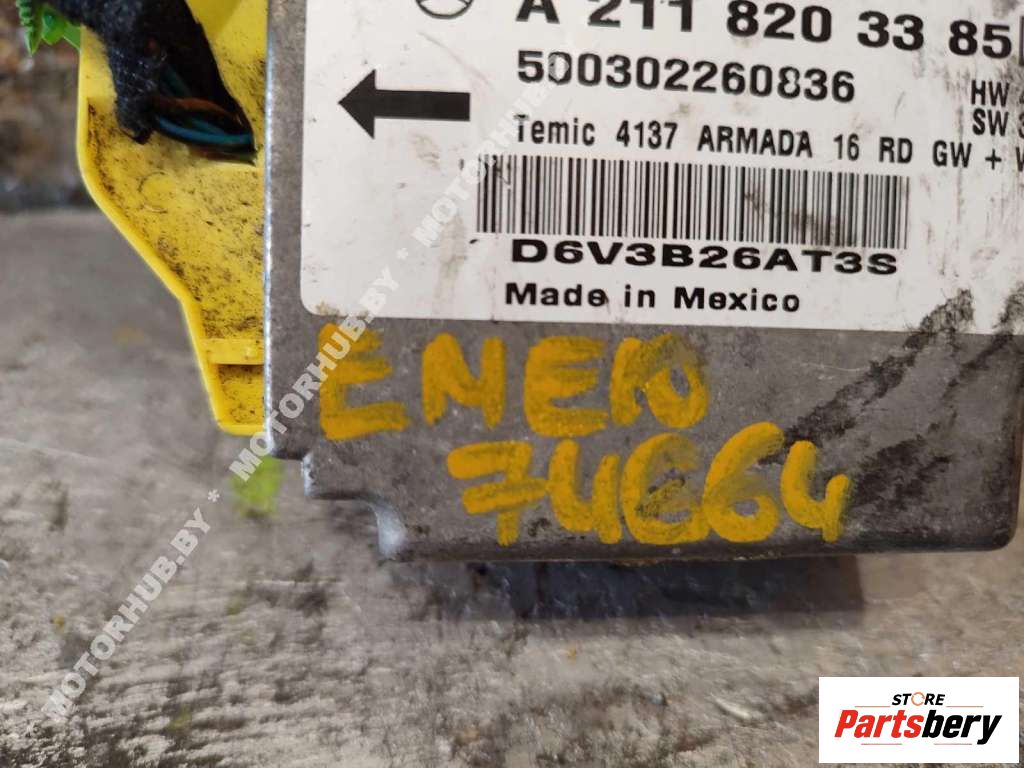 A 211 820 33 85
500302260836
HW
SW
Temic 4137 ARMADA 16 RD GW +
D6V3B26AT3S
Made in Mexico
ENEK
74664
* MOTORHUB.BY * MOTORHUB.BY * MOTORHUB
STORE
Partsbery